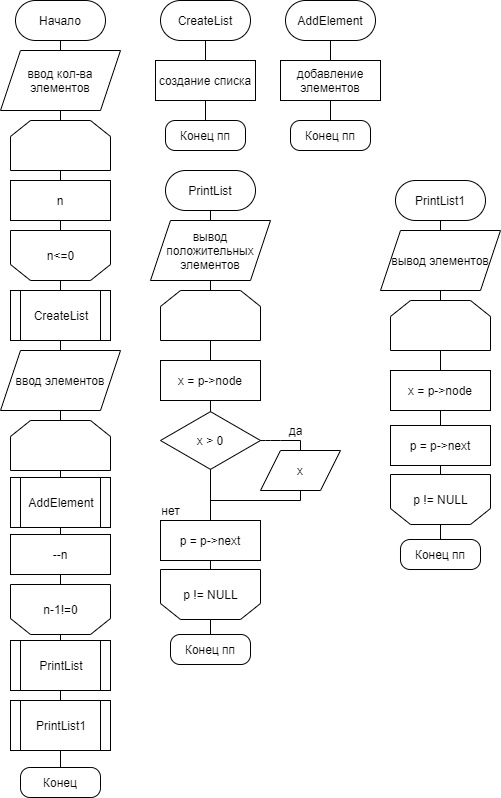 Начало
ввод кол-ва
элементов
n
n<=0
CreateList
ввод элементов
AddElement
--n
n-1!=0
PrintList
PrintList1
Конец
CreateList
создание списка
Конец пп
AddElement
добавление
элементов
Конец пп
PrintList
вывод
положительных
элементов
x = p->node
x > 0
да
x
нет
p = p->next
p != NULL
Конец пп
PrintList1
вывод элементов
x = p->node
p = p->next
p != NULL
Конец пп